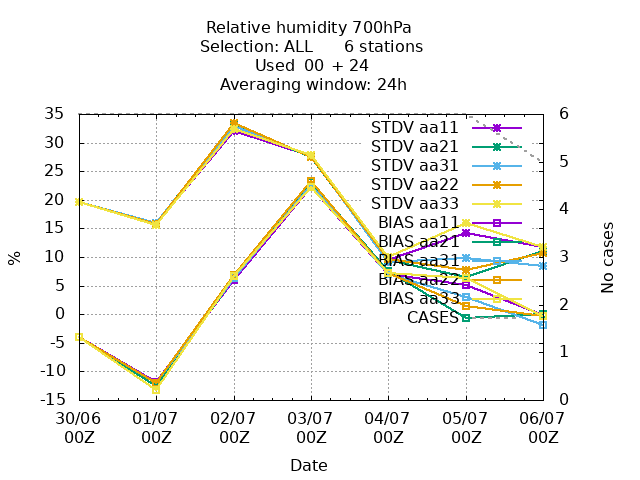 Relative humidity 700hPa
Selection: ALL 6 stations
Used 00 + 24
Averaging window: 24h
35
30
25
20
15
10
5
0
-5
-10
-15
%
6
5
4
3
2
1
0
No cases
STDV aa11
STDV aa21
STDV aa31
STDV aa22
STDV aa33
BIAS aa11
BIAS aa21
BIAS aa31
BIAS aa22
BIAS aa33
CASES
30/06 01/07 02/07 03/07 04/07 05/07 06/07
00Z 00Z 00Z 00Z 00Z 00Z 00Z
Date